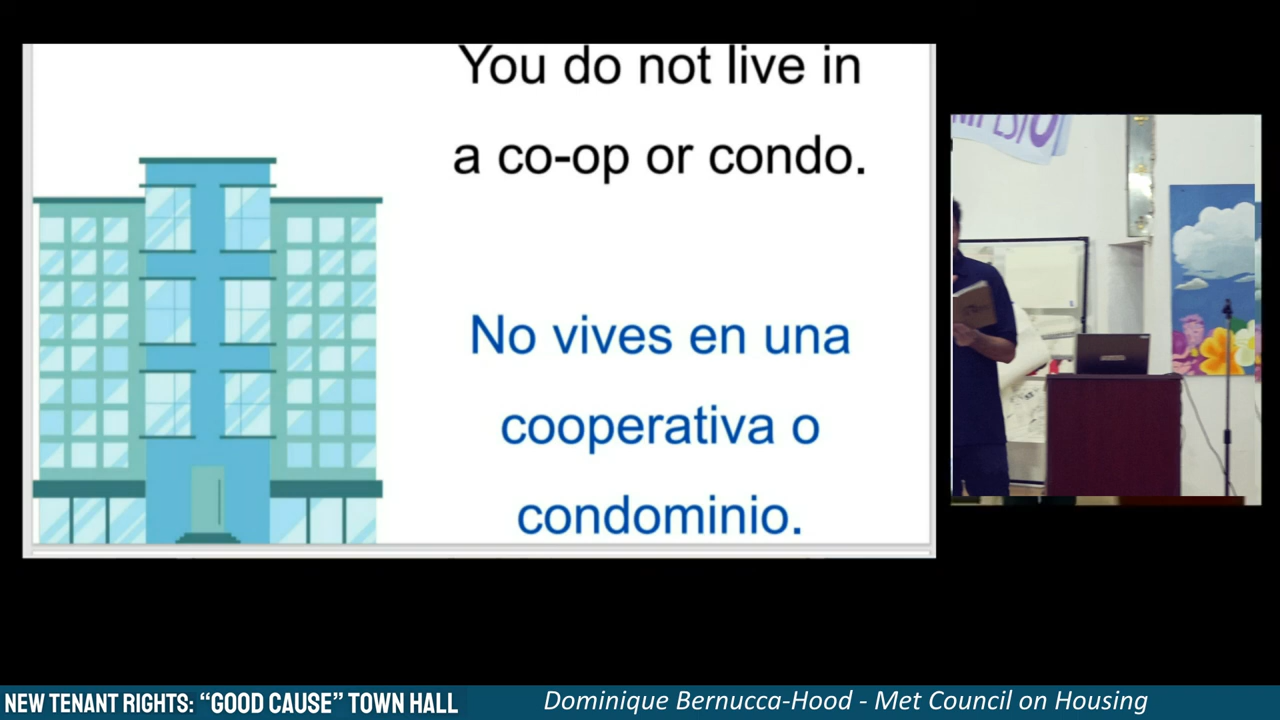 You do not live in
a co-op or condo.
No vives en una
cooperativa o
condominio.
NEW TENANT RIGHTS: “GOOD CAUSE” TOWN HALL
Dominique Bernucca-Hood - Met Council on Housing